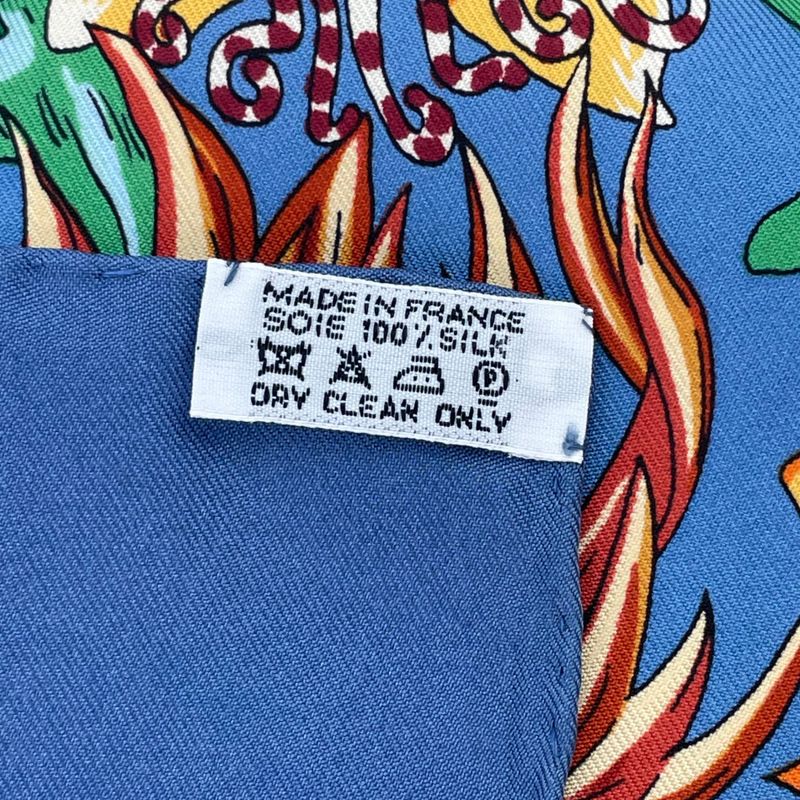 MADE IN FRANCE
SOIE 100% SILK
P
DRY CLEAN ONLY